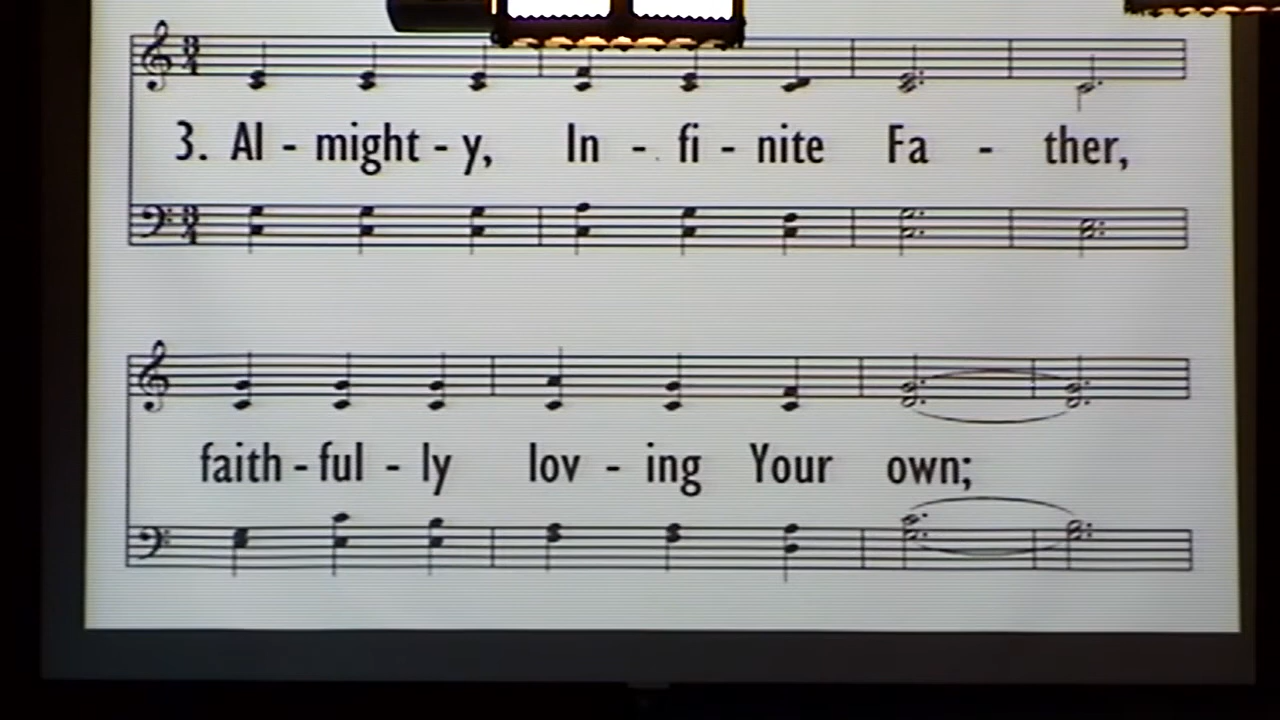 3. Al - might - y, In - fi - nite Fa - ther,
faith - ful - ly lov - ing Your own;